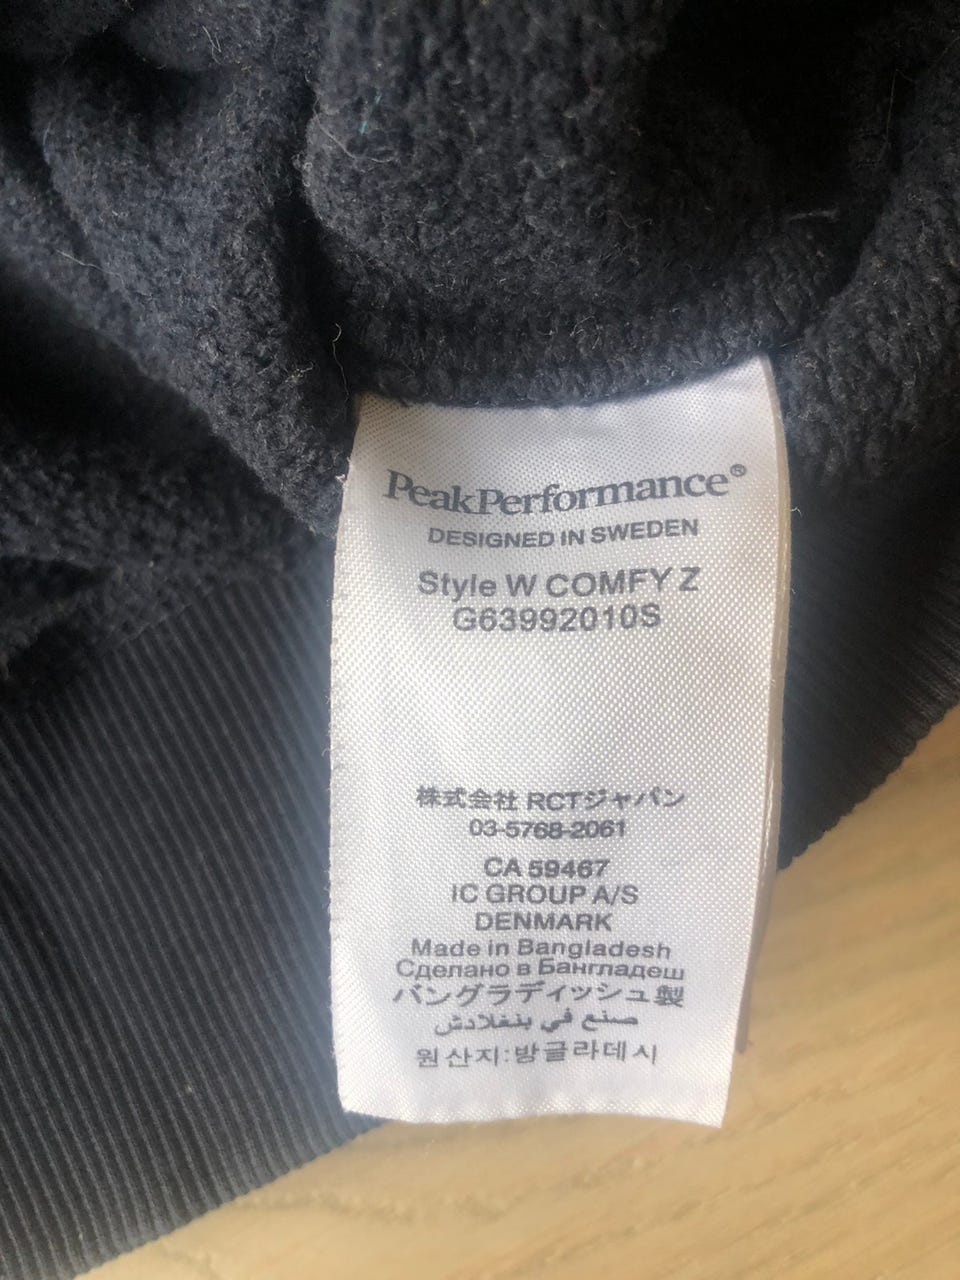 PeakPerformance®
DESIGNED IN SWEDEN
Style W COMFY Z
G63992010S
株式会社 RCTジャパン
03-5768-2061
CA 59467
IC GROUP A/S
DENMARK
Made in Bangladesh
Сделано в Бангладеш
バングラディッシュ製
صنع في بنغلادش
원산지:방글라데시